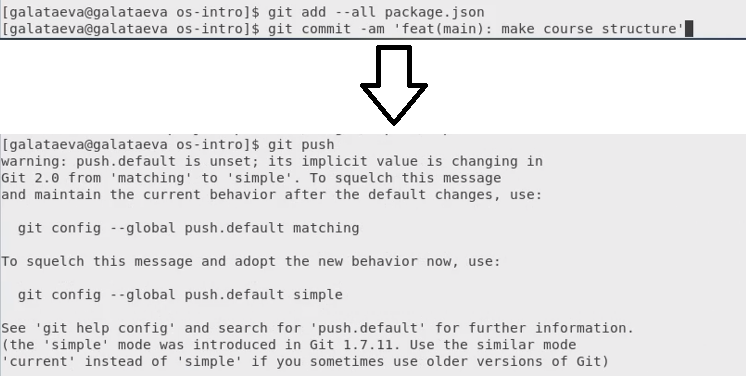 [galataeva@galataeva os-intro]$ git add --all package.json
[galataeva@galataeva os-intro]$ git commit -am 'feat(main): make course structure'
[galataeva@galataeva os-intro]$ git push
warning: push.default is unset; its implicit value is changing in
Git 2.0 from 'matching' to 'simple'. To squelch this message
and maintain the current behavior after the default changes, use:
git config --global push.default matching
To squelch this message and adopt the new behavior now, use:
git config --global push.default simple
See 'git help config' and search for 'push.default' for further information.
(the 'simple' mode was introduced in Git 1.7.11. Use the similar mode
'current' instead of 'simple' if you sometimes use older versions of Git)